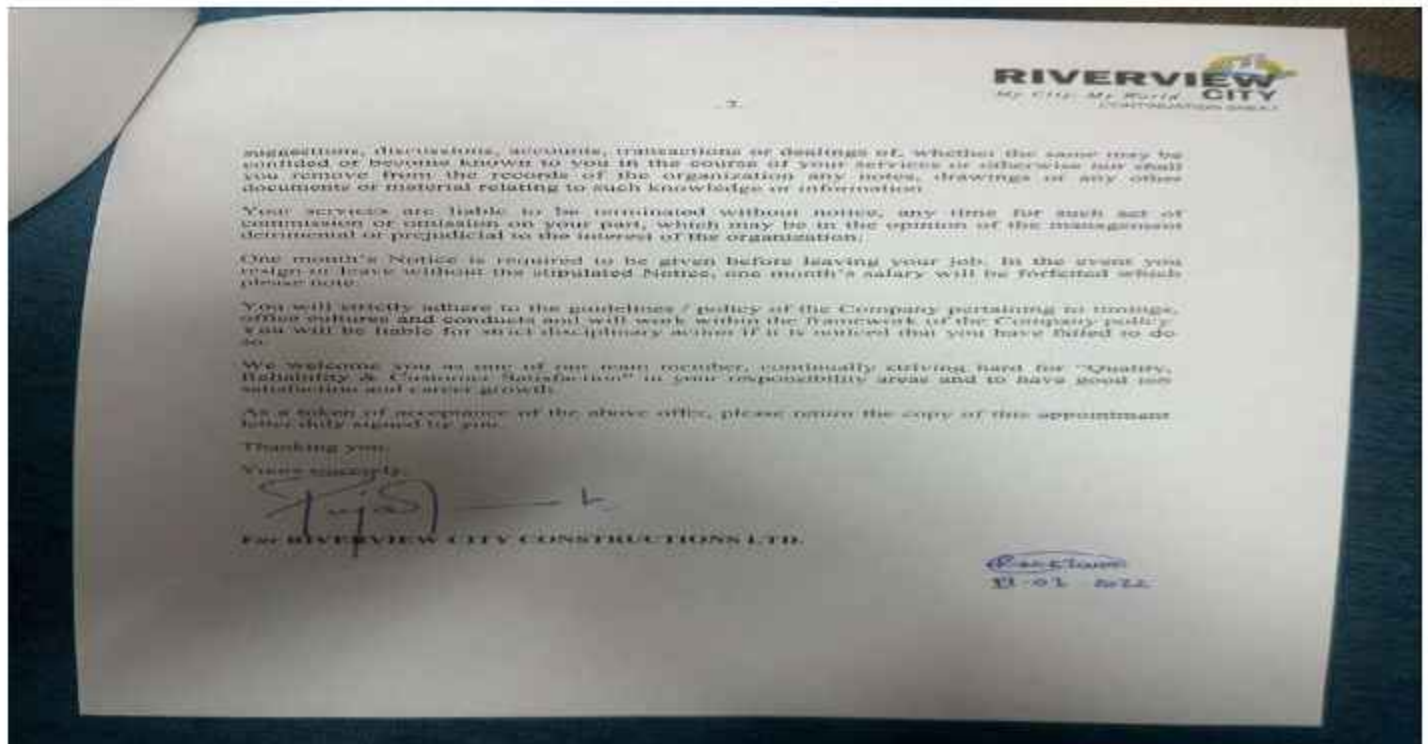 RIVERVIEW
My City. My World. CITY
CONTINUATION SHEET
suggestions, discussions, accounts, transactions or dealings of, whether the same may be
confided or become known to you in the course of your services or otherwise nor shall
you remove from the records of the organization any notes, drawings or any other
documents or material relating to such knowledge or information
Your services are liable to be terminated without notice, any time for such act of
commission or omission on your part, which may be in the opinion of the management
detrimental or prejudicial to the interest of the organization.
One month's Notice is required to be given before leaving your job. In the event you
resign or leave without the stipulated Notice, one month's salary will be forfeited which
please note.
You will strictly adhere to the guidelines / policy of the Company pertaining to timings,
office cultures and conducts and will work within the framework of the Company policy.
You will be liable for strict disciplinary action if it is noticed that you have failed to do
so.
We welcome you as one of our team member, continually striving hard for "Quality,
Reliability & Customer Satisfaction" in your responsibility areas and to have good job
satisfaction and career growth.
As a token of acceptance of the above offer, please return the copy of this appointment
letter duly signed by you.
Thanking you,
Yours sincerely,
For RIVERVIEW CITY CONSTRUCTIONS LTD.
2022